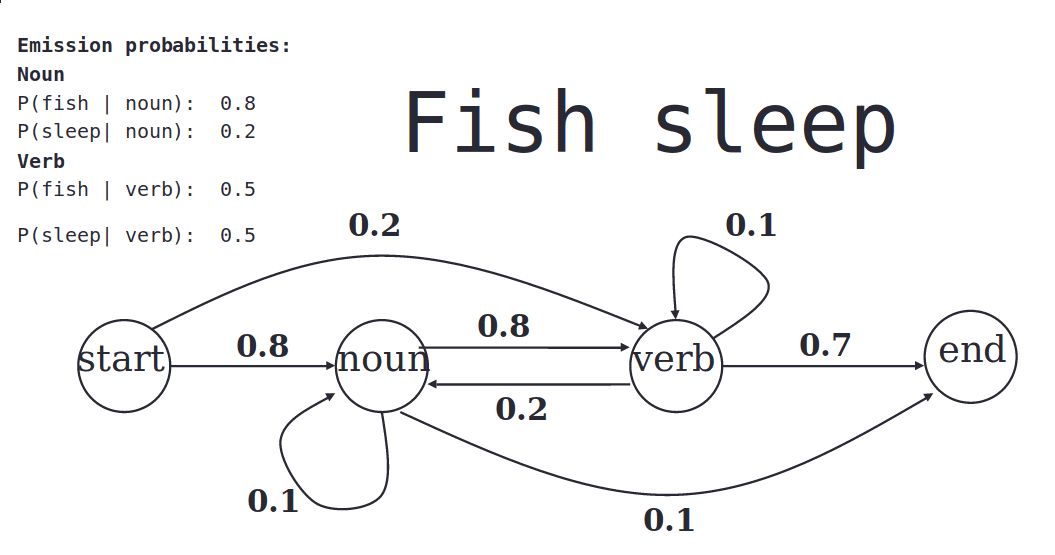 Emission probabilities:
Noun
P(fish | noun):  0.8
P(sleep| noun):  0.2
Verb
P(fish | verb):  0.5
P(sleep| verb):  0.5
Fish sleep
0.2
0.1
0.8
0.8
0.7
start
noun
verb
end
0.2
0.1
0.1